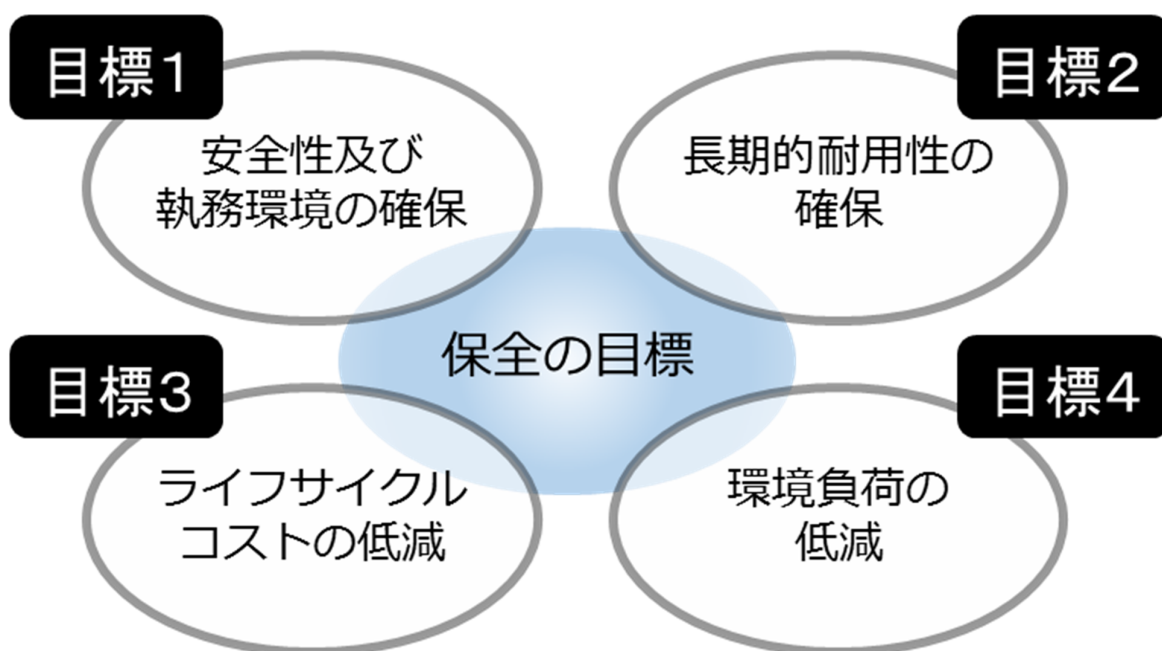 目標1
安全性及び
執務環境の確保
目標2
長期的耐用性の
確保
保全の目標
目標3
ライフサイクル
コストの低減
目標4
環境負荷の
低減